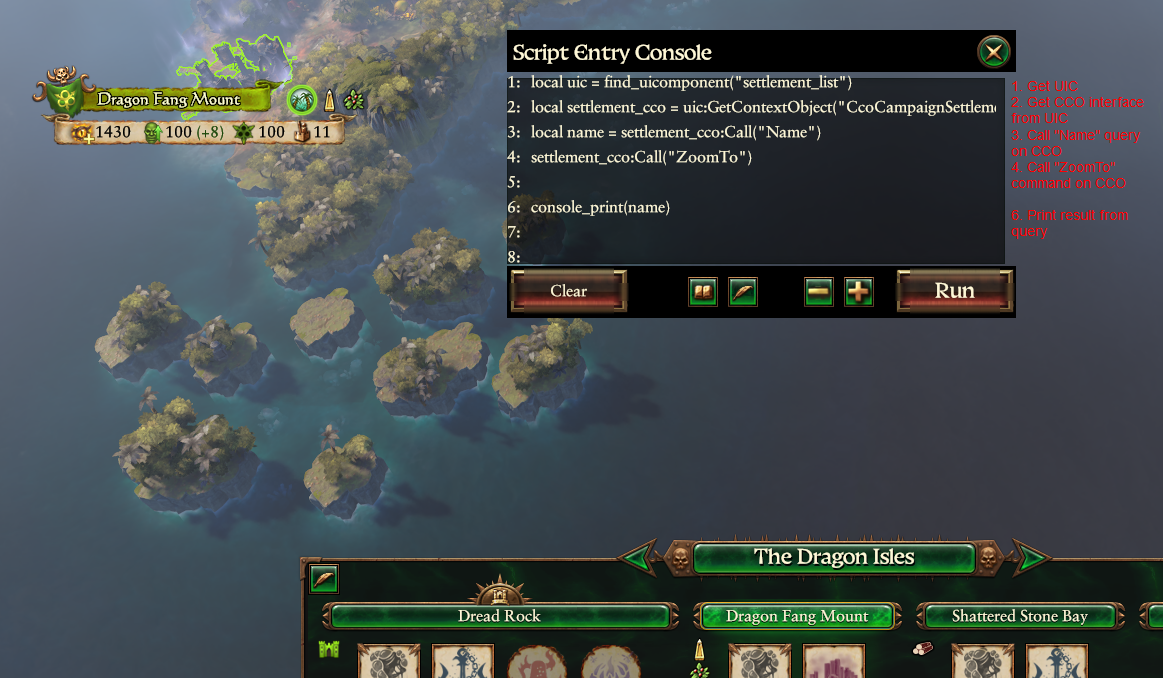 Script Entry Console
1: local uic = find_uicomponent("settlement_list")
2: local settlement_cco = uic:GetContextObject("CcoCampaignSettleme
3: local name = settlement_cco:Call("Name")
4: settlement_cco:Call("ZoomTo")
5:
6: console_print(name)
7:
8:
1. Get UIC
2. Get CCO interface
from UIC
3. Call "Name" query
on CCO
4. Call "ZoomTo"
command on CCO
6. Print result from
query
Clear
Run
Dragon Fang Mount
1430 100 (+8) 100 11
The Dragon Isles
Dread Rock
Dragon Fang Mount
Shattered Stone Bay